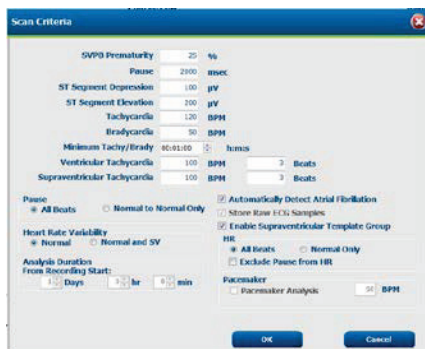 Scan Criteria
SVPB Prematurity 25 %
Pause 2000 msec
ST Segment Depression 100 µV
ST Segment Elevation 200 µV
Tachycardia 120 BPM
Bradycardia 50 BPM
Minimum Tachy/Brady 00:01:00 h:m:s
Ventricular Tachycardia 100 BPM 3 Beats
Supraventricular Tachycardia 100 BPM 3 Beats
Pause
All Beats Normal to Normal Only
Heart Rate Variability
Normal Normal and SV
Analysis Duration
From Recording Start:
Days hr 0 min
Automatically Detect Atrial Fibrillation
Store Raw ECG Samples
Enable Supraventricular Template Group
HR
All Beats Normal Only
Exclude Pause from HR
Pacemaker
Pacemaker Analysis 50 BPM
OK Cancel